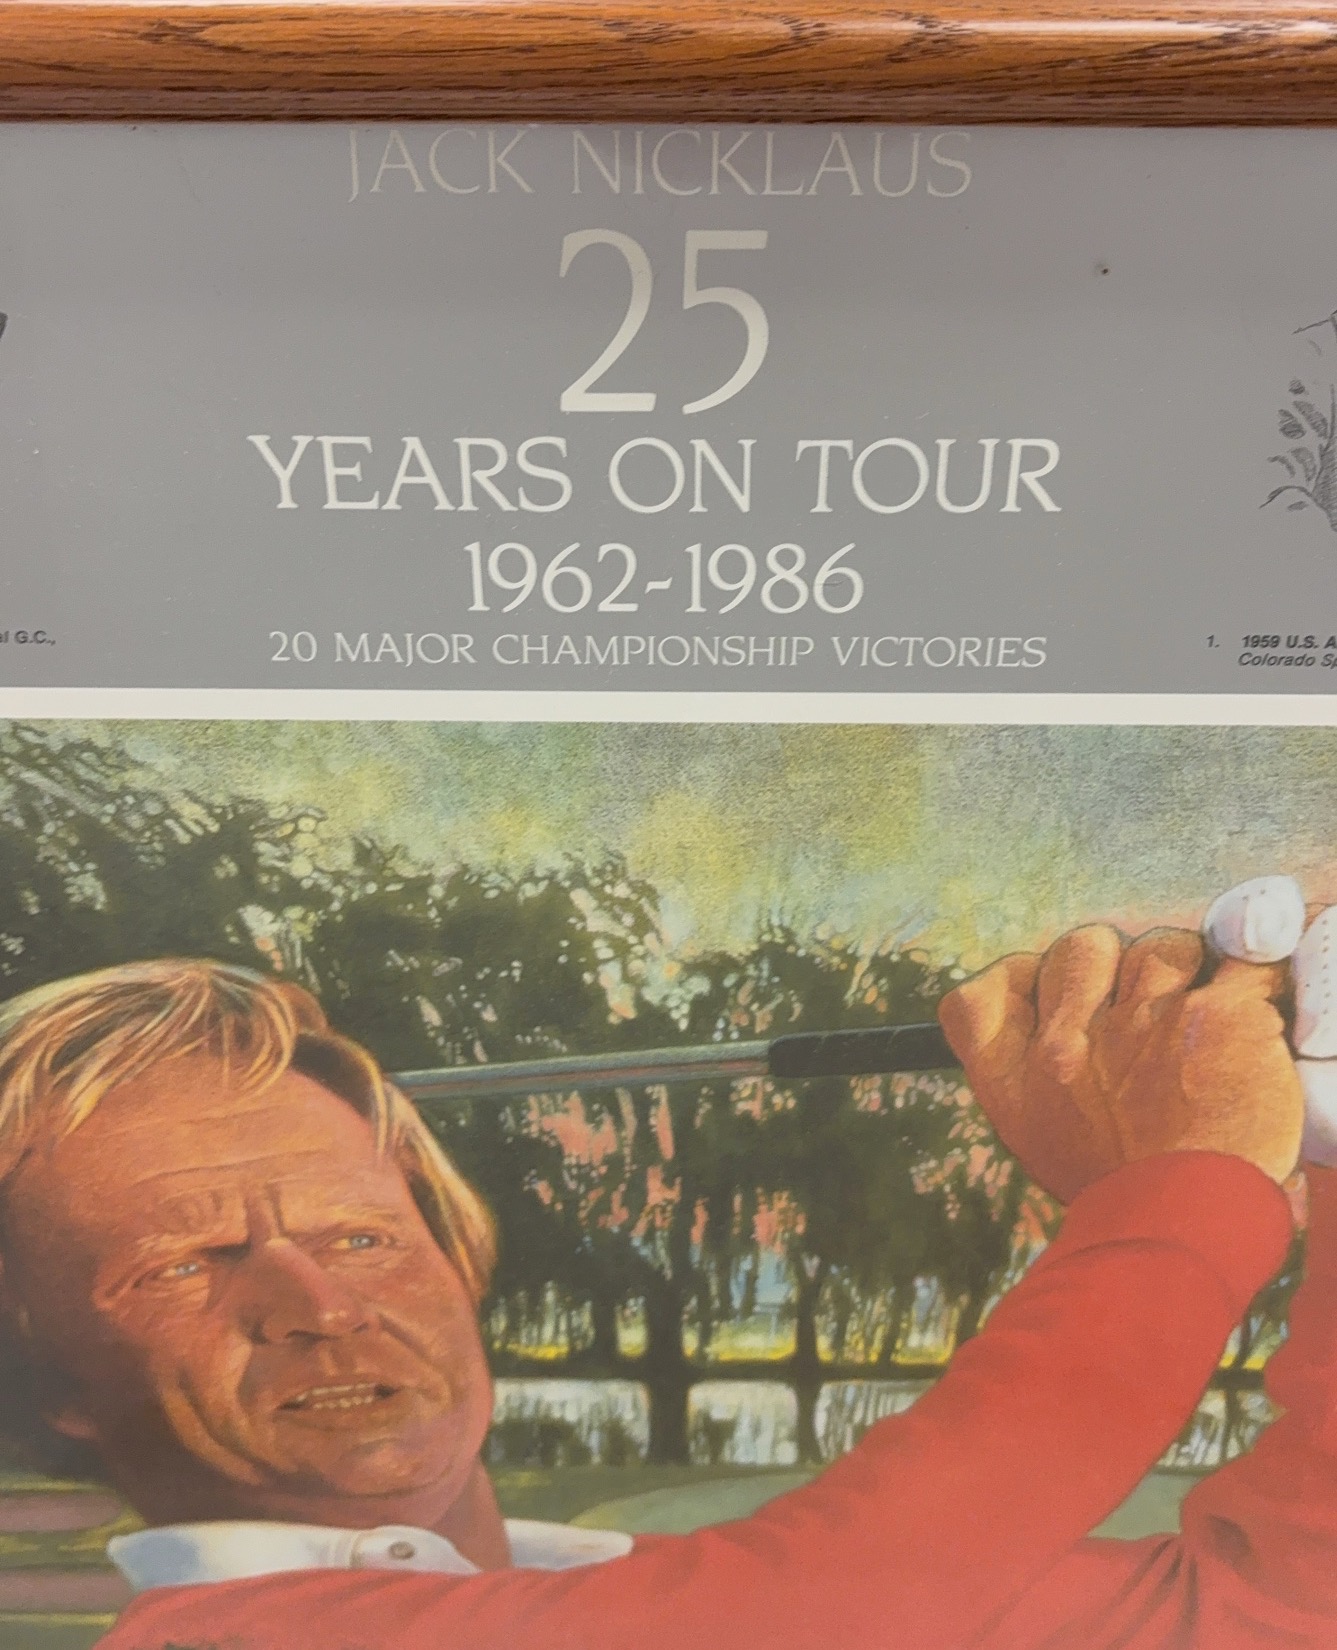 JACK NICKLAUS
25
YEARS ON TOUR
1962-1986
20 MAJOR CHAMPIONSHIP VICTORIES
G.C.,
1. 1959 U.S.
Colorado